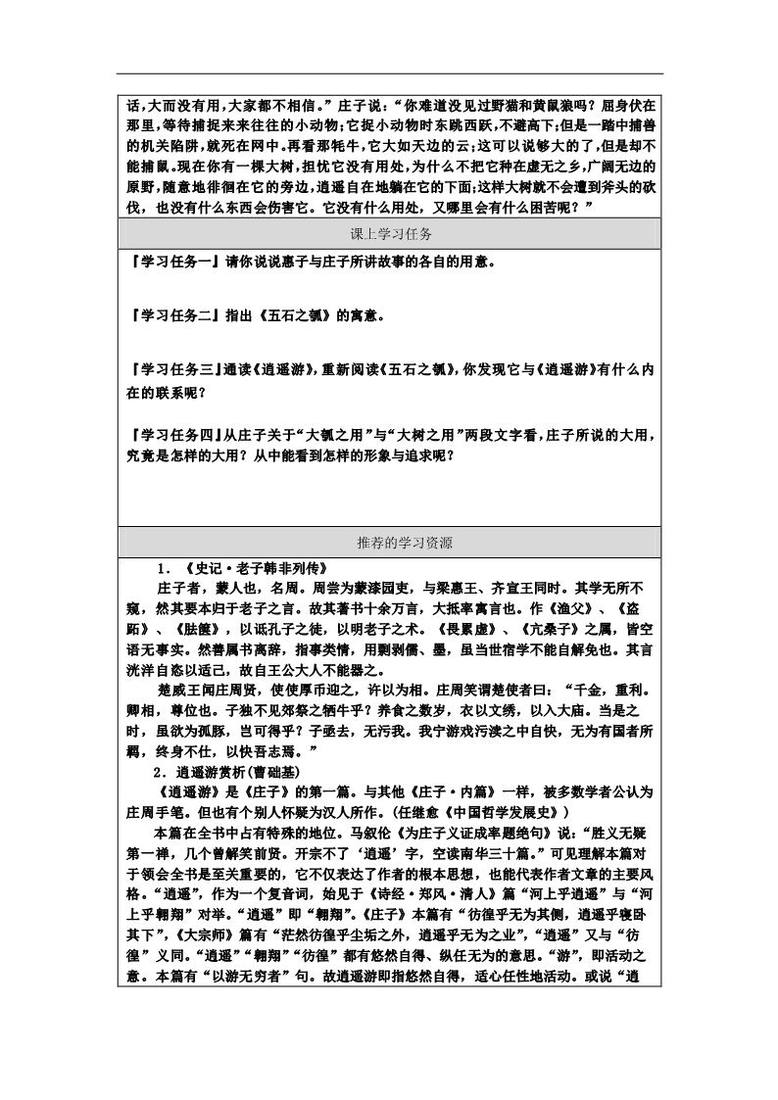 话，大而没有用，大家都不相信。”庄子说：“你难道没见过野猫和黄鼠狼吗？屈身伏在
那里，等待捕捉来来往往的小动物；它捉小动物时东跳西跃，不避高下；但是一踏中捕兽
的机关陷阱，就死在网中。再看那牦牛，它大如天边的云；这可以说够大的了，但是却不
能捕鼠。现在你有一棵大树，担忧它没有用处，为什么不把它种在虚无之乡，广阔无边的
原野，随意地徘徊在它的旁边，逍遥自在地躺在它的下面；这样大树就不会遭到斧头的砍
伐，也没有什么东西会伤害它。它没有什么用处，又哪里会有什么困苦呢？”
课上学习任务
『学习任务一』请你说说惠子与庄子所讲故事的各自的用意。
『学习任务二』指出《五石之瓠》的寓意。
『学习任务三』通读《逍遥游》，重新阅读《五石之瓠》，你发现它与《逍遥游》有什么内
在的联系呢？
『学习任务四』从庄子关于“大瓠之用”与“大树之用”两段文字看，庄子所说的大用，
究竟是怎样的大用？从中能看到怎样的形象与追求呢？
推荐的学习资源
1．《史记·老子韩非列传》
庄子者，蒙人也，名周。周尝为蒙漆园吏，与梁惠王、齐宣王同时。其学无所不
窥，然其要本归于老子之言。故其著书十余万言，大抵率寓言也。作《渔父》、《盗
跖》、《胠箧》，以诋孔子之徒，以明老子之术。《畏累虚》、《亢桑子》之属，皆空
语无事实。然善属书离辞，指事类情，用剽剥儒、墨，虽当世宿学不能自解免也。其言
洸洋自恣以适己，故自王公大人不能器之。
楚威王闻庄周贤，使使厚币迎之，许以为相。庄周笑谓楚使者曰：“千金，重利。
卿相，尊位也。子独不见郊祭之牺牛乎？养食之数岁，衣以文绣，以入大庙。当是之
时，虽欲为孤豚，岂可得乎？子亟去，无污我。我宁游戏污渎之中自快，无为有国者所
羁，终身不仕，以快吾志焉。”
2．逍遥游赏析(曹础基)
《逍遥游》是《庄子》的第一篇。与其他《庄子·内篇》一样，被多数学者公认为
庄周手笔。但也有个别人怀疑为汉人所作。(任继愈《中国哲学发展史》)
本篇在全书中占有特殊的地位。马叙伦《为庄子义证成率题绝句》说：“胜义无疑
第一禅，几个曾解笑前贤。开宗不了‘逍遥’字，空读南华三十篇。”可见理解本篇对
于领会全书是至关重要的，它不仅表达了作者的根本思想，也能代表作者文章的主要风
格。“逍遥”，作为一个复音词，始见于《诗经·郑风·清人》篇“河上乎逍遥”与“河
上乎翱翔”对举。“逍遥”即“翱翔”。《庄子》本篇有“彷徨乎无为其侧，逍遥乎寝卧
其下”，《大宗师》篇有“茫然彷徨乎尘垢之外，逍遥乎无为之业”，“逍遥”又与“彷
徨”义同。“逍遥”“翱翔”“彷徨”都有悠然自得、纵任无为的意思。“游”，即活动之
意。本篇有“以游无穷者”句。故逍遥游即指悠然自得，适心任性地活动。或说“逍